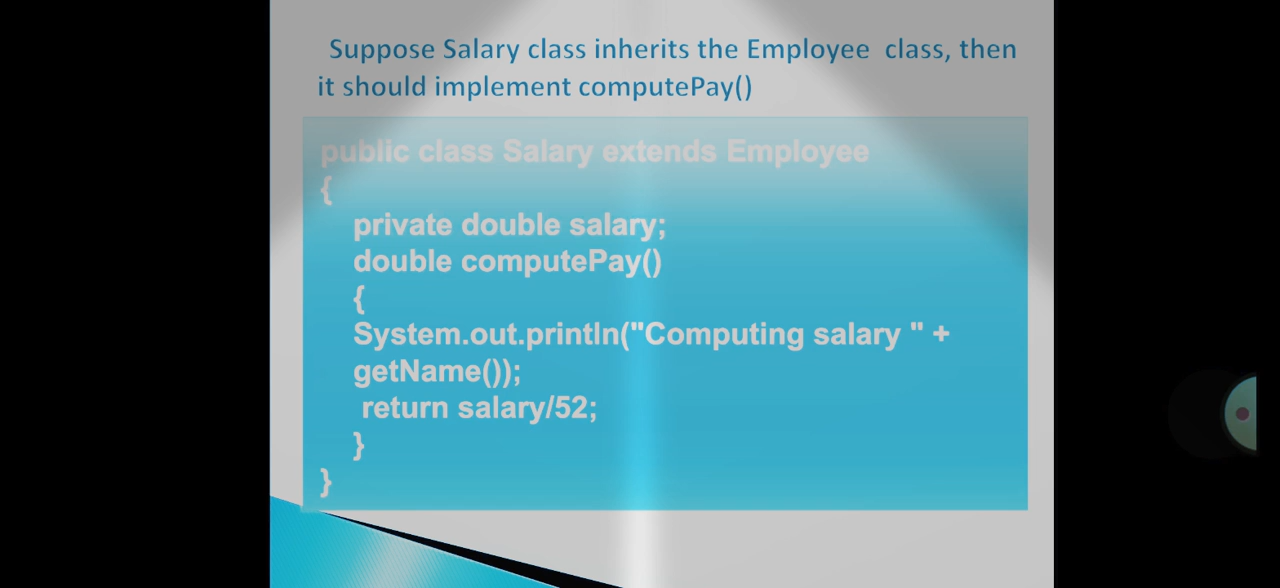 Suppose Salary class inherits the Employee class, then
it should implement computePay()
public class Salary extends Employee
{
private double salary;
double computePay()
{
System.out.println("Computing salary " +
getName());
return salary/52;
}
}